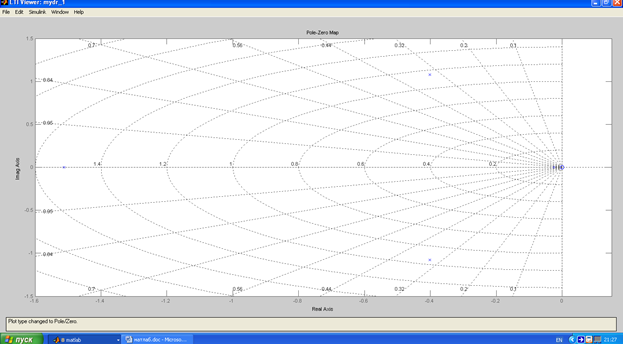 LTI Viewer: mydr_1
File Edit Simulink Window Help
Pole-Zero Map
1.5
0.7 0.56 0.44 0.32 0.2 0.1
1
0.84
0.5
0.95
Imag Axis
0 1.4 1.2 1 0.8 0.6 0.4 0.2
-0.5
0.95
-1
0.84
0.7 0.56 0.44 0.32 0.2 0.1
-1.5
-1.6 -1.4 -1.2 -1 -0.8 -0.6 -0.4 -0.2 0
Real Axis
Plot type changed to Pole/Zero.
пуск matlab EN 21:27